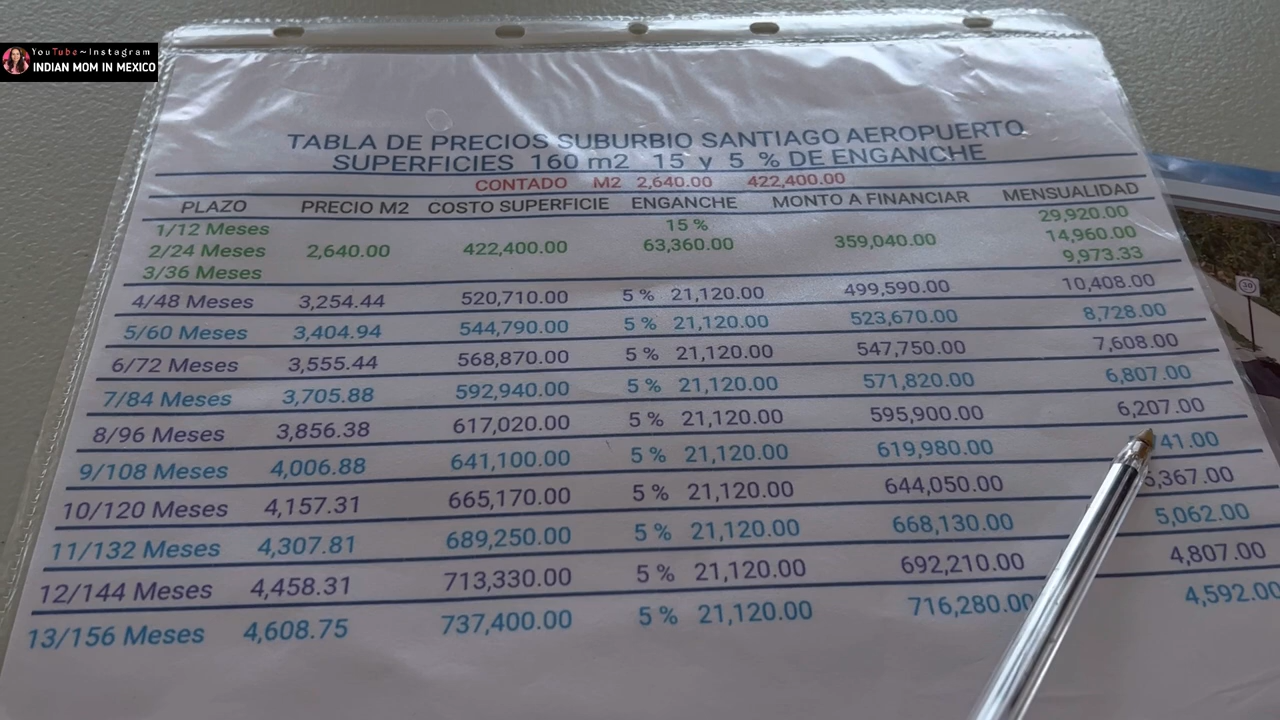 YouTube~Instagram
INDIAN MOM IN MEXICO
TABLA DE PRECIOS SUBURBIO SANTIAGO AEROPUERTO
SUPERFICIES 160 m2 15 y 5 % DE ENGANCHE
CONTADO M2 2,640.00 422,400.00
PLAZO PRECIO M2 COSTO SUPERFICIE ENGANCHE MONTO A FINANCIAR MENSUALIDAD
1/12 Meses 15 % 29,920.00
2/24 Meses 2,640.00 422,400.00 63,360.00 359,040.00 14,960.00
3/36 Meses 9,973.33
4/48 Meses 3,254.44 520,710.00 5 % 21,120.00 499,590.00 10,408.00
5/60 Meses 3,404.94 544,790.00 5 % 21,120.00 523,670.00 8,728.00
6/72 Meses 3,555.44 568,870.00 5 % 21,120.00 547,750.00 7,608.00
7/84 Meses 3,705.88 592,940.00 5 % 21,120.00 571,820.00 6,807.00
8/96 Meses 3,856.38 617,020.00 5 % 21,120.00 595,900.00 6,207.00
9/108 Meses 4,006.88 641,100.00 5 % 21,120.00 619,980.00 41.00
10/120 Meses 4,157.31 665,170.00 5 % 21,120.00 644,050.00 5,367.00
11/132 Meses 4,307.81 689,250.00 5 % 21,120.00 668,130.00 5,062.00
12/144 Meses 4,458.31 713,330.00 5 % 21,120.00 692,210.00 4,807.00
13/156 Meses 4,608.75 737,400.00 5 % 21,120.00 716,280.00 4,592.00
30